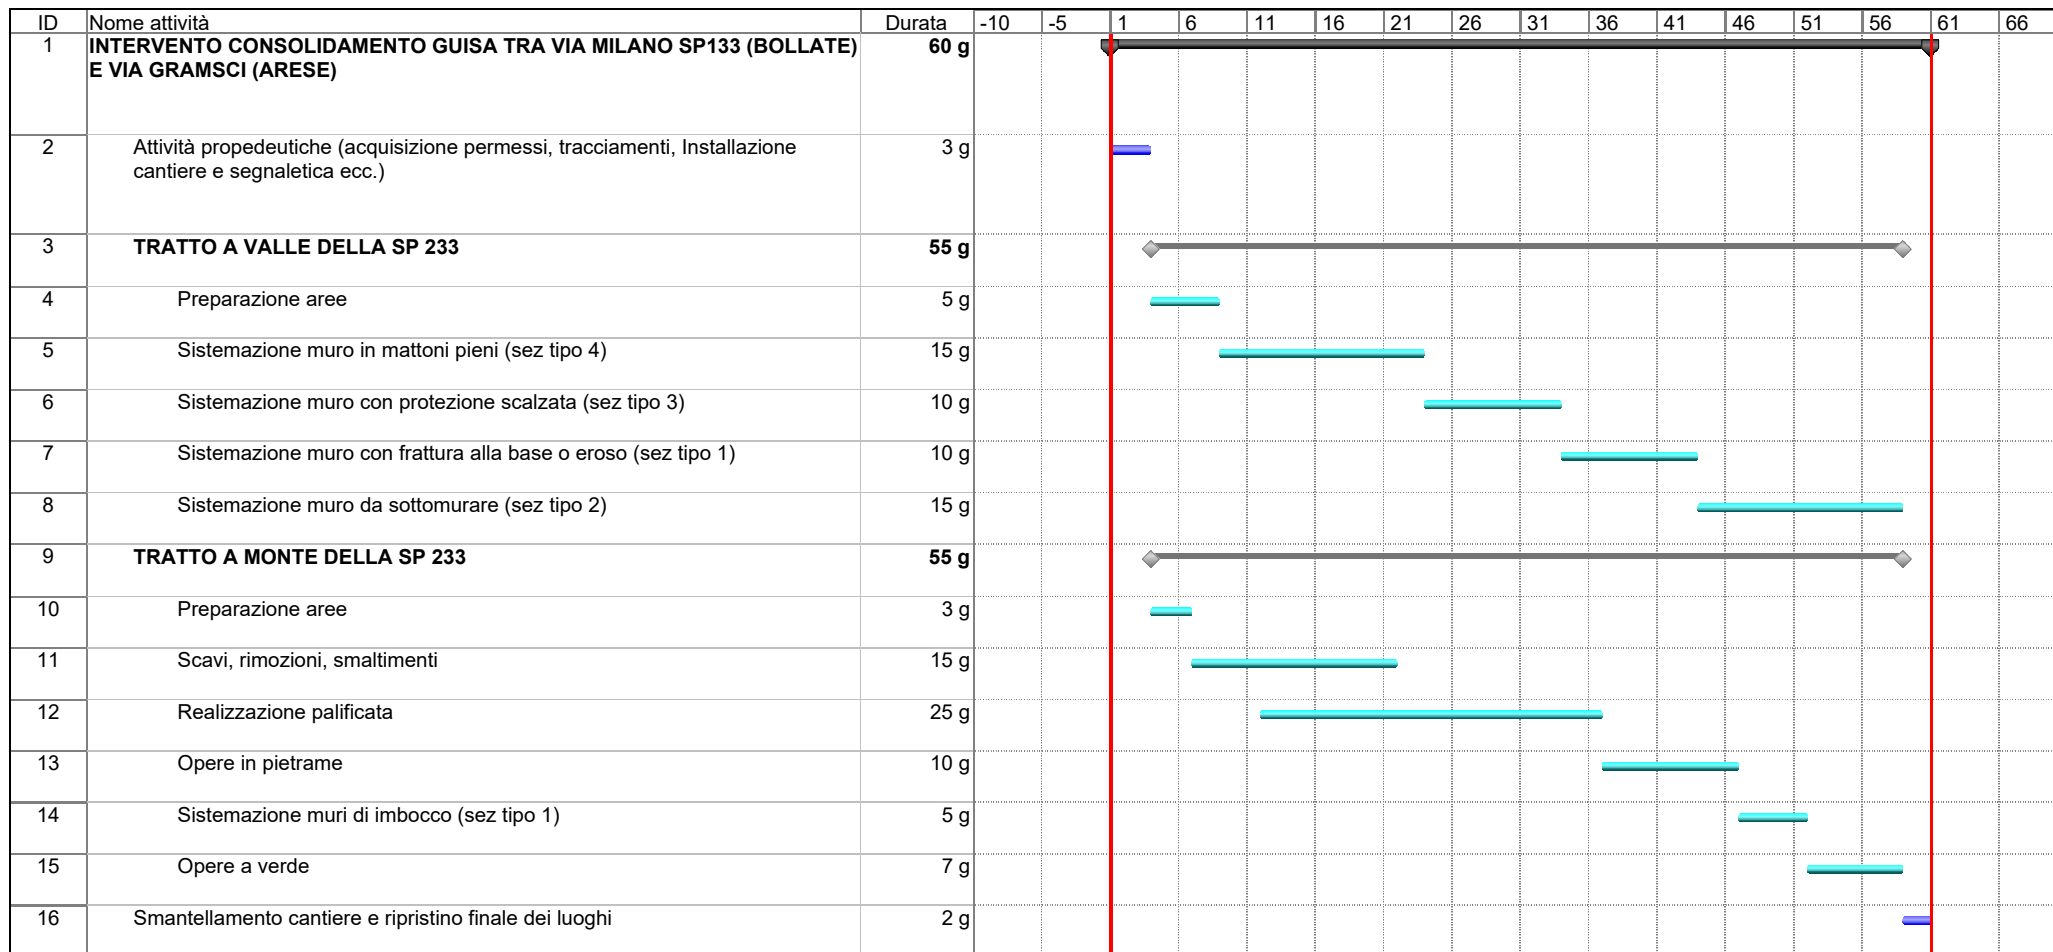 ID Nome attività Durata -10 -5 1 6 11 16 21 26 31 36 41 46 51 56 61 66
1 INTERVENTO CONSOLIDAMENTO GUISA TRA VIA MILANO SP133 (BOLLATE) 60 g
E VIA GRAMSCI (ARESE)
2 Attività propedeutiche (acquisizione permessi, tracciamenti, Installazione 3 g
cantiere e segnaletica ecc.)
3 TRATTO A VALLE DELLA SP 233 55 g
4 Preparazione aree 5 g
5 Sistemazione muro in mattoni pieni (sez tipo 4) 15 g
6 Sistemazione muro con protezione scalzata (sez tipo 3) 10 g
7 Sistemazione muro con frattura alla base o eroso (sez tipo 1) 10 g
8 Sistemazione muro da sottomurare (sez tipo 2) 15 g
9 TRATTO A MONTE DELLA SP 233 55 g
10 Preparazione aree 3 g
11 Scavi, rimozioni, smaltimenti 15 g
12 Realizzazione palificata 25 g
13 Opere in pietrame 10 g
14 Sistemazione muri di imbocco (sez tipo 1) 5 g
15 Opere a verde 7 g
16 Smantellamento cantiere e ripristino finale dei luoghi 2 g